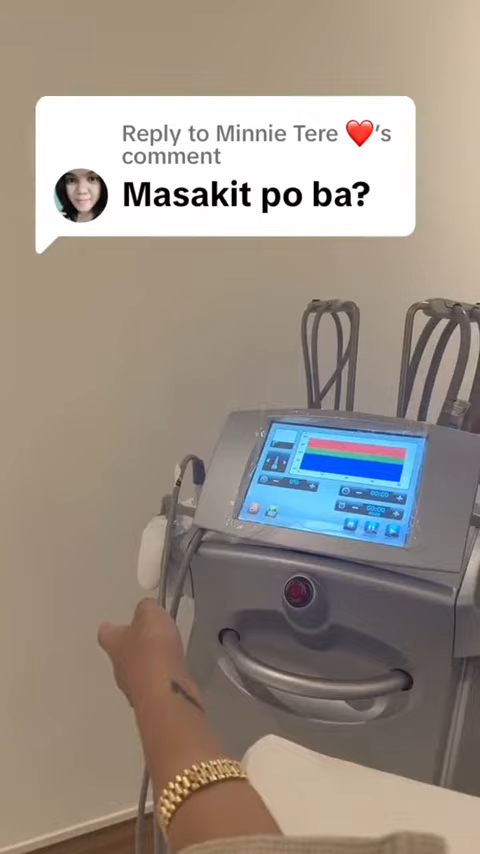 Reply to Minnie Tere ❤️'s
comment
Masakit po ba?